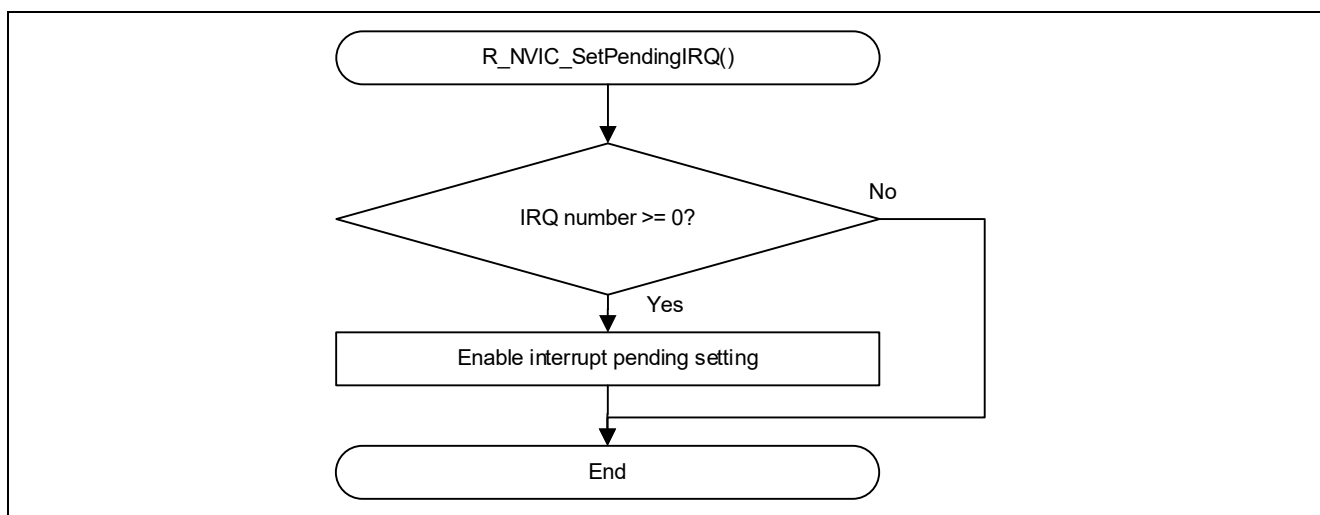 R_NVIC_SetPendingIRQ()
No
IRQ number >= 0?
Yes
Enable interrupt pending setting
End